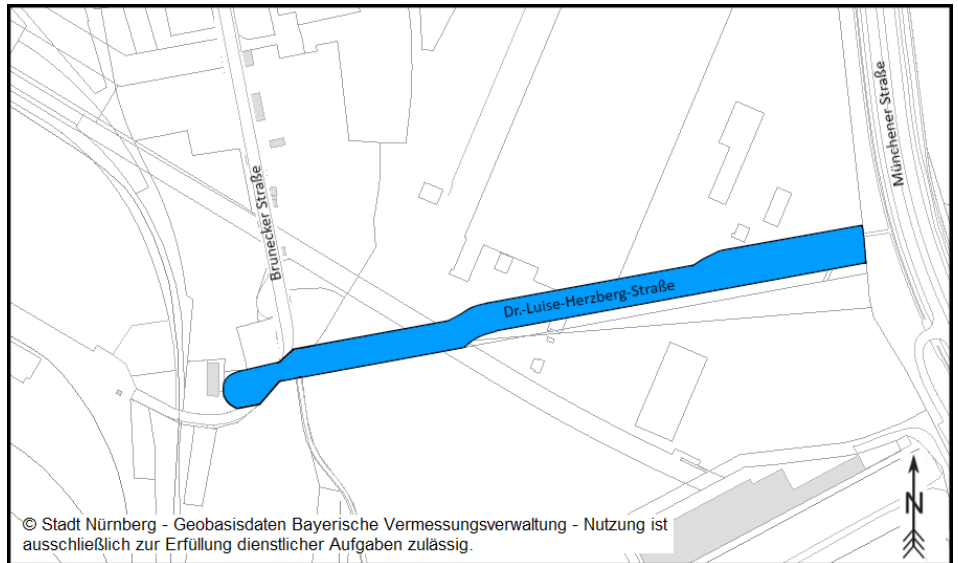 Münchener Straße
Brunecker Straße
Dr.-Luise-Herzberg-Straße
N
© Stadt Nürnberg - Geobasisdaten Bayerische Vermessungsverwaltung - Nutzung ist
ausschließlich zur Erfüllung dienstlicher Aufgaben zulässig.